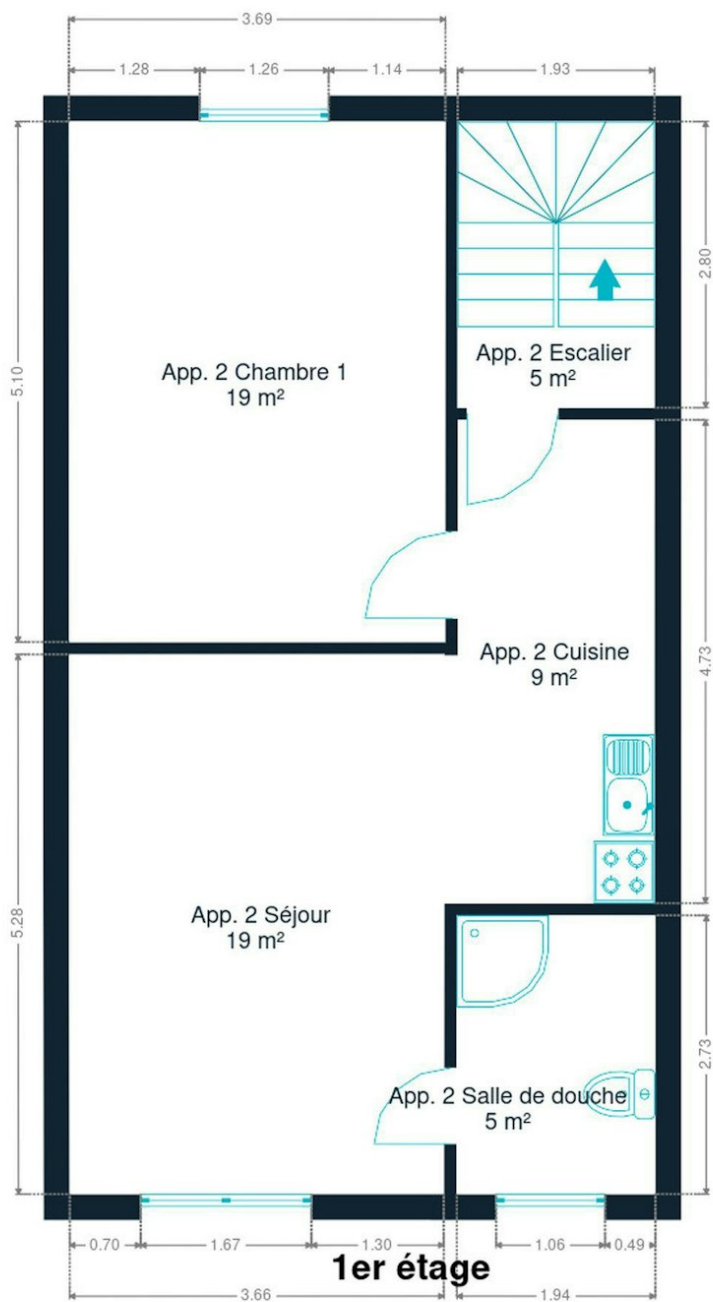 3.69
1.28 1.26 1.14 1.93
2.80
5.10
App. 2 Escalier
5 m²
App. 2 Chambre 1
19 m²
App. 2 Cuisine
9 m²
4.73
5.28
App. 2 Séjour
19 m²
2.73
App. 2 Salle de douche
5 m²
0.70 1.67 1.30 1.06 0.49
1er étage
3.66 1.94